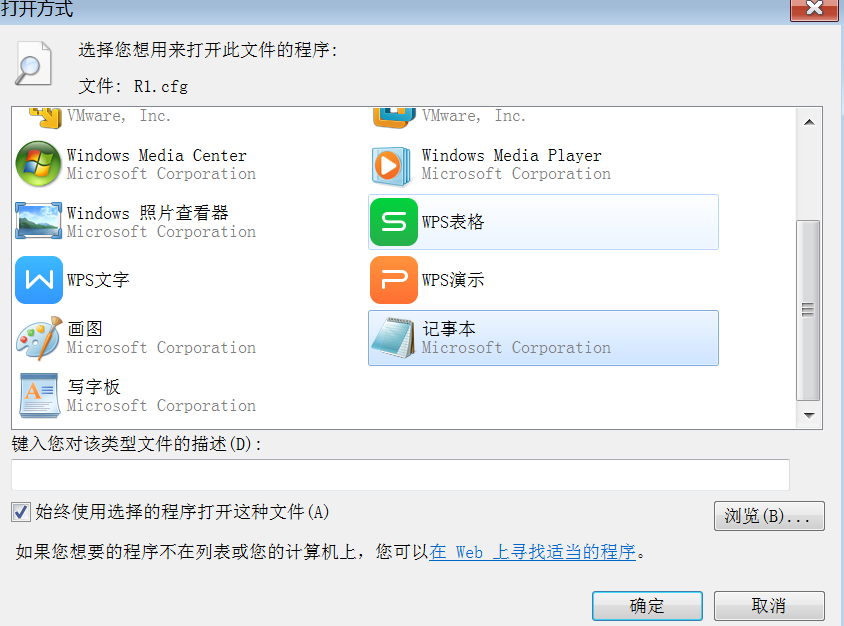 打开方式
选择您想用来打开此文件的程序:
文件: R1.cfg
VMware, Inc.
VMware, Inc.
Windows Media Center
Microsoft Corporation
Windows Media Player
Microsoft Corporation
Windows 照片查看器
Microsoft Corporation
WPS表格
WPS文字
WPS演示
画图
Microsoft Corporation
记事本
Microsoft Corporation
写字板
Microsoft Corporation
键入您对该类型文件的描述(D):
始终使用选择的程序打开这种文件(A)
浏览(B)...
如果您想要的程序不在列表或您的计算机上，您可以在 Web 上寻找适当的程序。
确定
取消